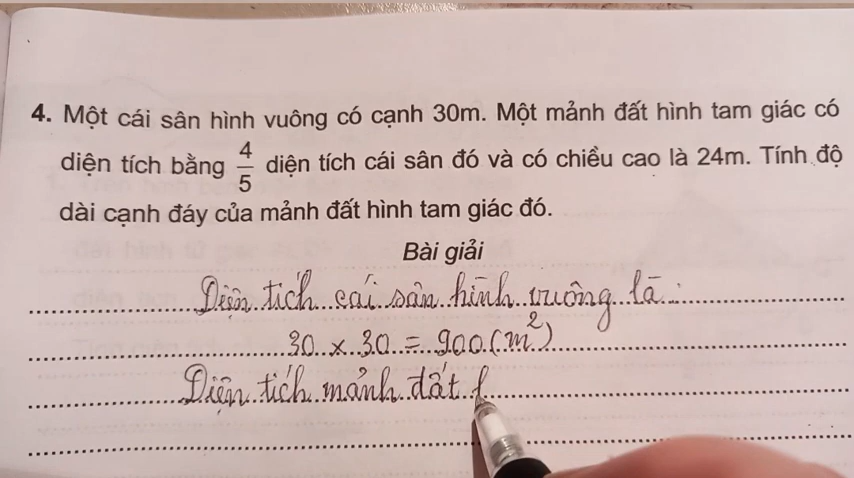 4. Một cái sân hình vuông có cạnh 30m. Một mảnh đất hình tam giác có
diện tích bằng 4/5 diện tích cái sân đó và có chiều cao là 24m. Tính độ
dài cạnh đáy của mảnh đất hình tam giác đó.
Bài giải
Diện tích cái sân hình vuông là:
30 x 30 = 900 (m²)
Diện tích mảnh đất